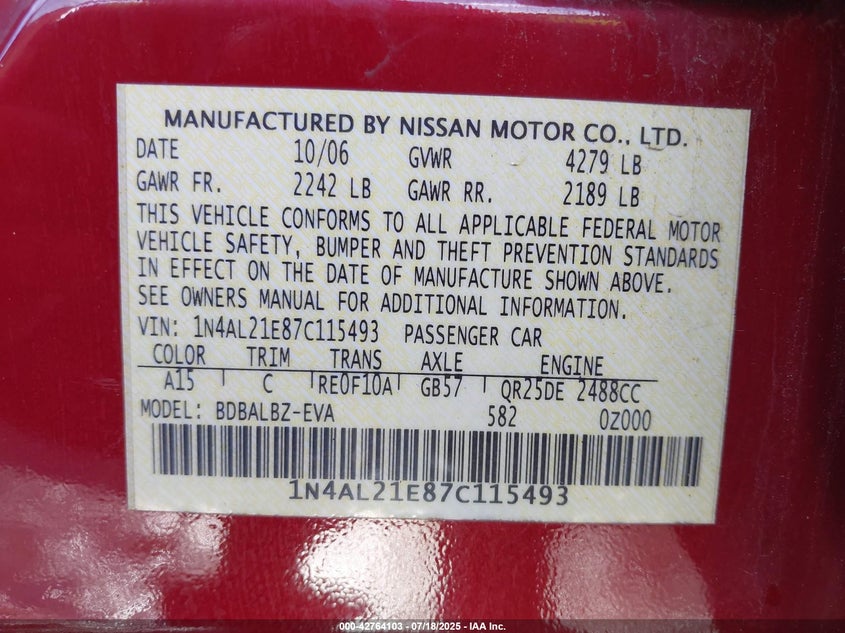 MANUFACTURED BY NISSAN MOTOR CO., LTD.
DATE 10/06 GVWR 4279 LB
GAWR FR. 2242 LB GAWR RR. 2189 LB
THIS VEHICLE CONFORMS TO ALL APPLICABLE FEDERAL MOTOR
VEHICLE SAFETY, BUMPER AND THEFT PREVENTION STANDARDS
IN EFFECT ON THE DATE OF MANUFACTURE SHOWN ABOVE.
SEE OWNERS MANUAL FOR ADDITIONAL INFORMATION.
VIN: 1N4AL21E87C115493 PASSENGER CAR
COLOR TRIM TRANS AXLE ENGINE
A15 C RE0F10A GB57 QR25DE 2488CC
MODEL: BDBALBZ-EVA 582 0Z000
1N4AL21E87C115493
000-42764103 - 07/18/2025 - IAA Inc.